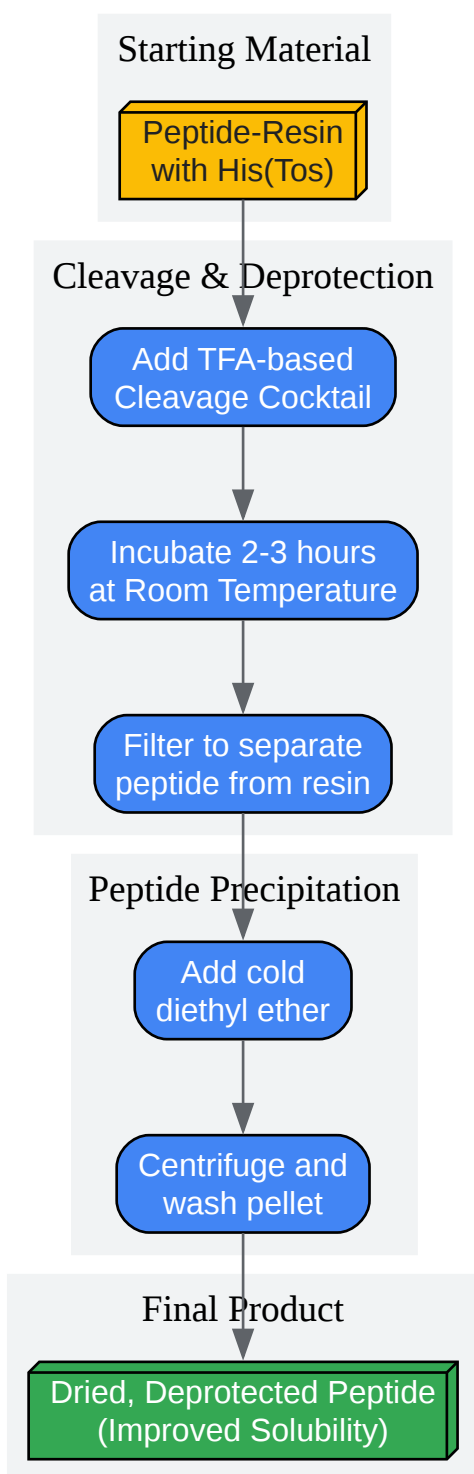 Starting Material
Peptide-Resin
with His(Tos)
Cleavage & Deprotection
Add TFA-based
Cleavage Cocktail
Incubate 2-3 hours
at Room Temperature
Filter to separate
peptide from resin
Peptide Precipitation
Add cold
diethyl ether
Centrifuge and
wash pellet
Final Product
Dried, Deprotected Peptide
(Improved Solubility)